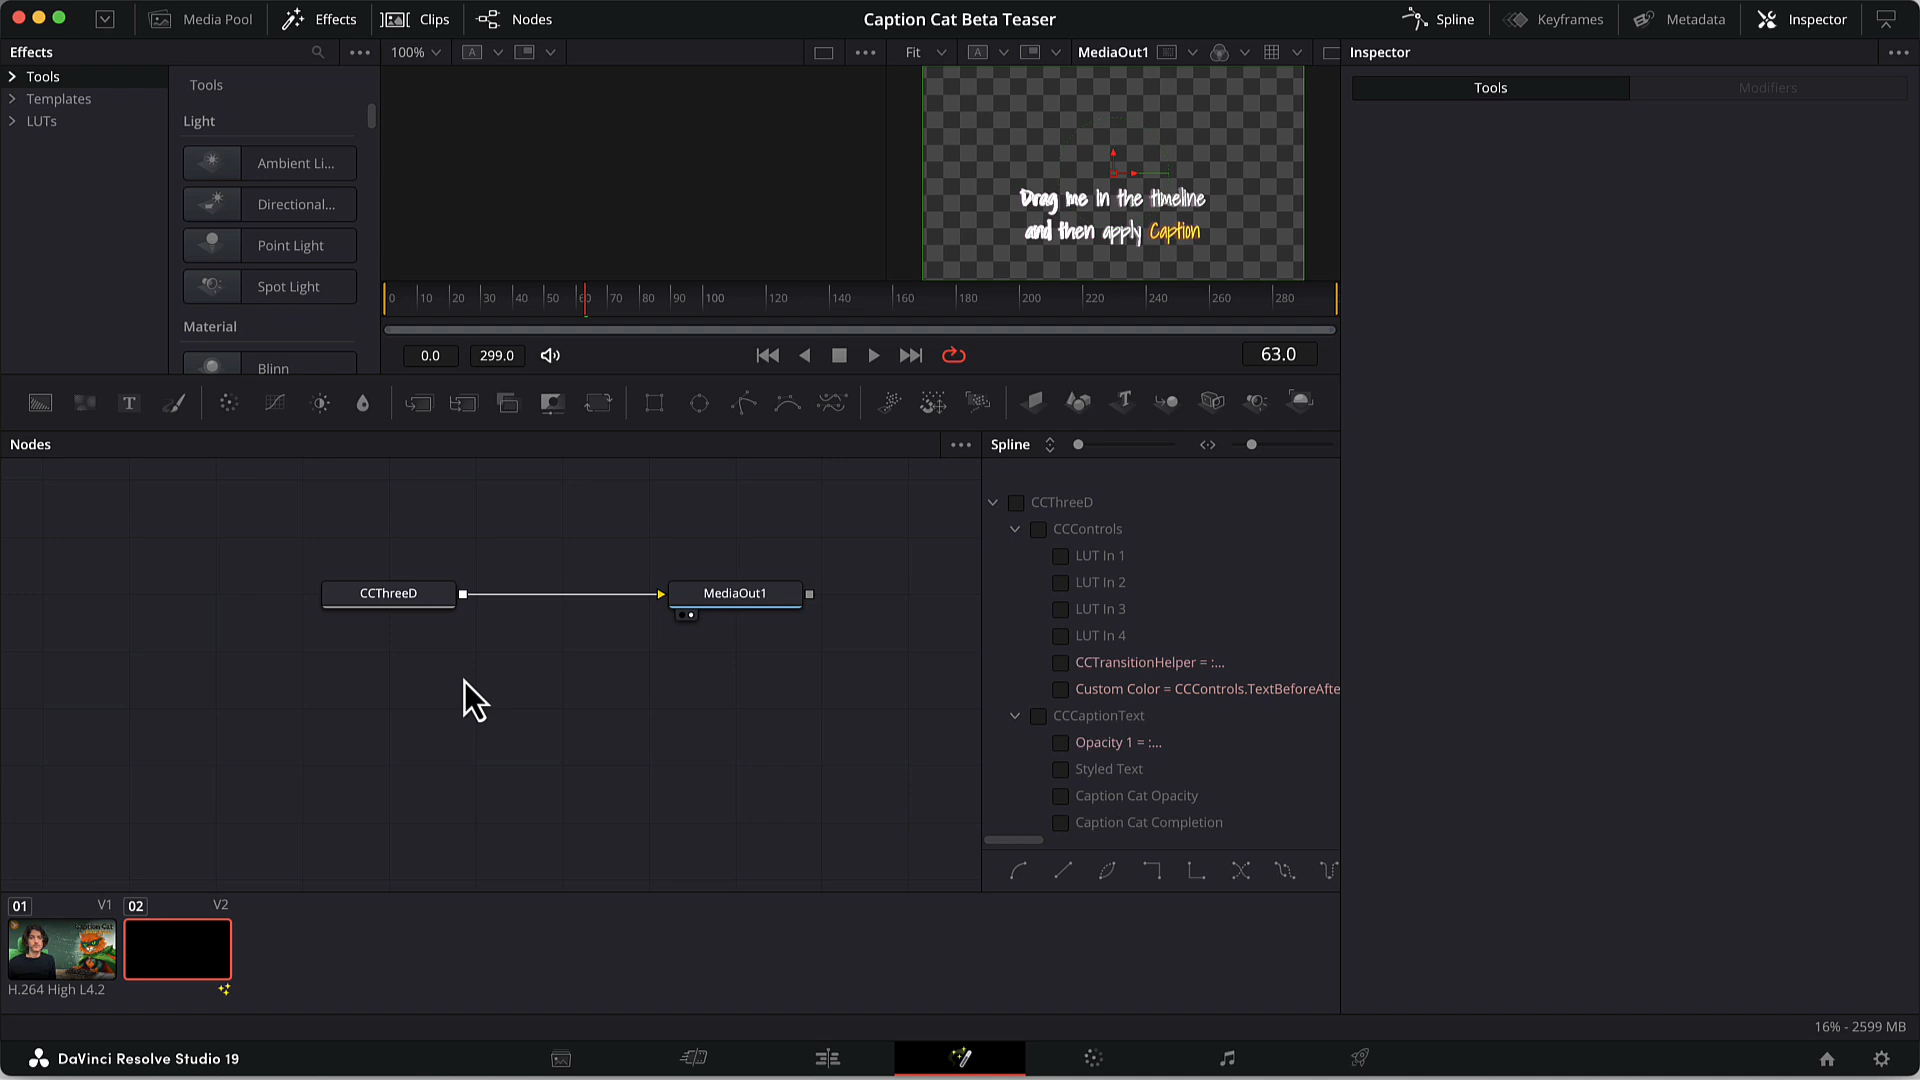 Media Pool
Effects
Clips
Nodes
Caption Cat Beta Teaser
Spline
Keyframes
Metadata
Inspector
Effects
100%
A
Fit
A
MediaOut1
Inspector
Tools
Templates
LUTs
Tools
Light
Ambient Li...
Directional...
Point Light
Spot Light
Material
Blinn
Drag me in the timeline
and then apply Caption
Tools
Modifiers
0 10 20 30 40 50 60 70 80 90 100 120 140 160 180 200 220 240 260 280
0.0
299.0
63.0
Nodes
Spline
CCThreeD
MediaOut1
CCThreeD
CCControls
LUT In 1
LUT In 2
LUT In 3
LUT In 4
CCTransitionHelper = :...
Custom Color = CCControls.TextBeforeAfte
CCCaptionText
Opacity 1 = :...
Styled Text
Caption Cat Opacity
Caption Cat Completion
01
V1
02
V2
Caption Cat
H.264 High L4.2
16% - 2599 MB
DaVinci Resolve Studio 19